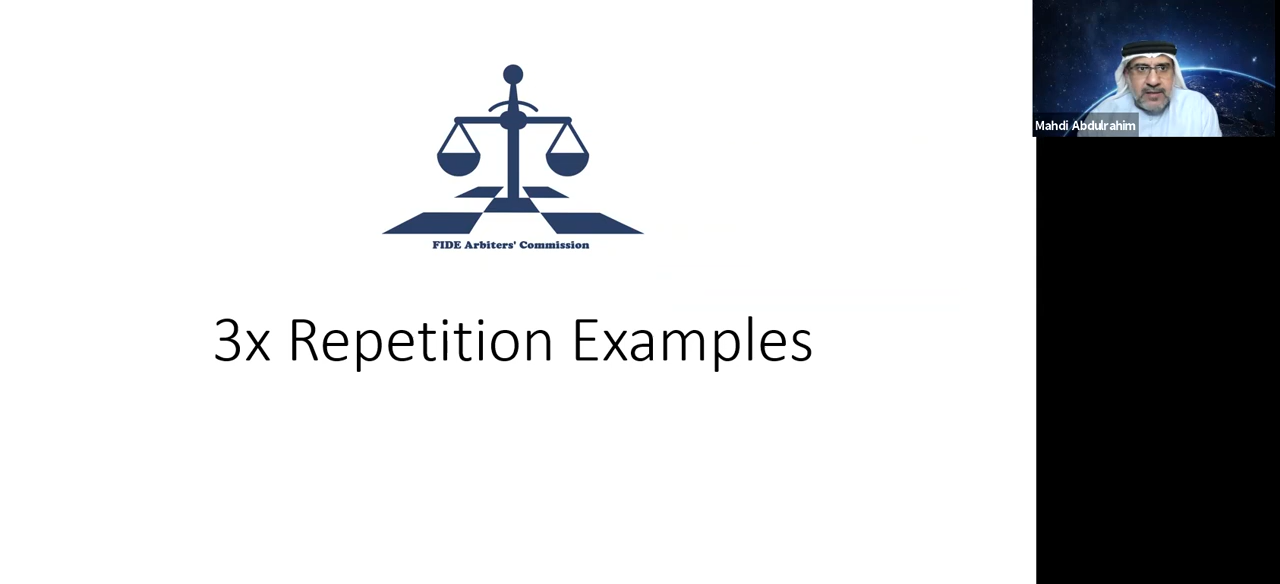 Mahdi Abdulrahim
FIDE Arbiters' Commission
3x Repetition Examples